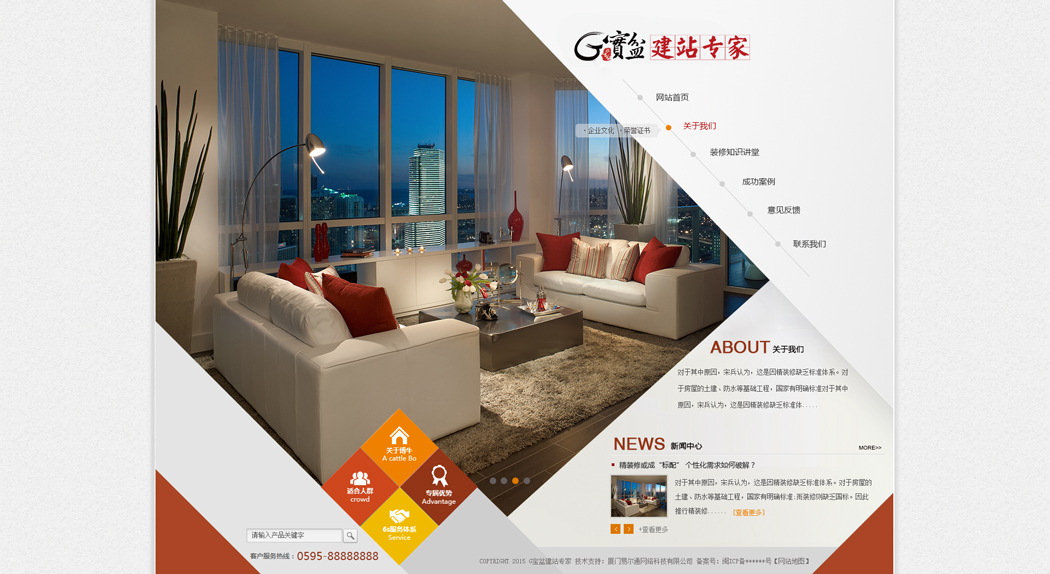 G寶盆 建站专家
网站首页
· 企业文化 · 荣誉证书
关于我们
装修知识讲堂
成功案例
意见反馈
联系我们
ABOUT 关于我们
对于其中原因，宋兵认为，这是因精装修缺乏标准体系。对
于房屋的土建、防水等基础工程，国家有明确标准对于其中
原因，宋兵认为，这是因精装修缺乏标准体.....
NEWS 新闻中心
MORE>>
精装修或成“标配” 个性化需求如何破解？
对于其中原因，宋兵认为，这是因精装修缺乏标准体系。对于房屋的
土建、防水等基础工程，国家有明确标准;而装修则缺乏国标。因此
推行精装修...... [查看更多]
+查看更多
关于博牛
A cattle Bo
适合人群
crowd
专属优势
Advantage
6s服务体系
Service
请输入产品关键字
客户服务热线：0595-88888888
COPYRIGHT 2015 G宝盆建站专家 技术支持：厦门易尔通网络科技有限公司 备案号：闽ICP备******号【网站地图】